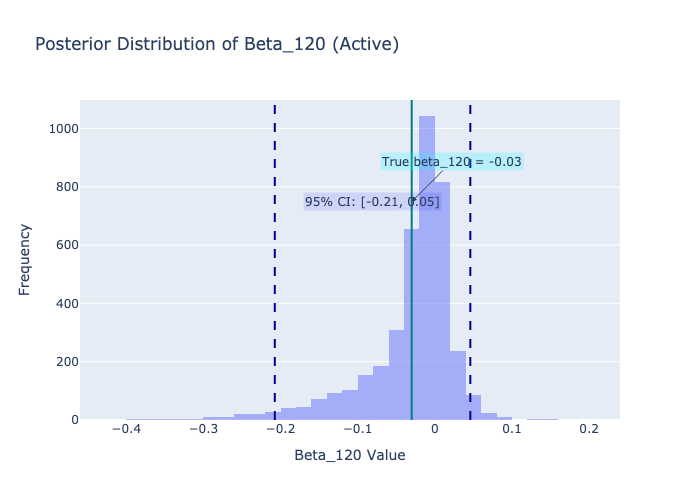 Posterior Distribution of Beta_120 (Active)
1000
800
600
400
200
0
Frequency
True beta_120 = -0.03
95% CI: [-0.21, 0.05]
−0.4
−0.3
−0.2
−0.1
0
0.1
0.2
Beta_120 Value